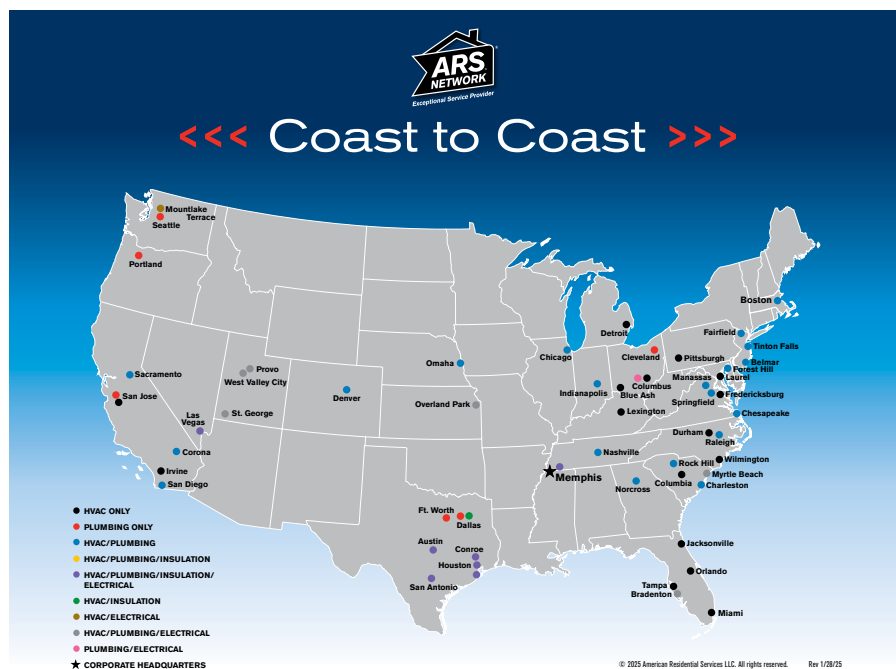 ARS
NETWORK
Exceptional Service Provider
<<< Coast to Coast >>>
Mountlake
Terrace
Seattle
Portland
Boston
Detroit
Fairfield
Tinton Falls
Chicago
Cleveland
Pittsburgh
Belmar
Forest Hill
Omaha
Sacramento
Provo
West Valley City
Manassas
Laurel
Columbus
Blue Ash
Indianapolis
Denver
San Jose
Fredericksburg
Springfield
Overland Park
St. George
Lexington
Chesapeake
Las
Vegas
Durham
Raleigh
Corona
Nashville
Wilmington
Rock Hill
Irvine
Memphis
Myrtle Beach
San Diego
Columbia
Norcross
Charleston
Ft. Worth
Dallas
Austin
Conroe
Houston
San Antonio
Jacksonville
Orlando
Tampa
Bradenton
Miami
HVAC ONLY
PLUMBING ONLY
HVAC/PLUMBING
HVAC/PLUMBING/INSULATION
HVAC/PLUMBING/INSULATION/
ELECTRICAL
HVAC/INSULATION
HVAC/ELECTRICAL
HVAC/PLUMBING/ELECTRICAL
PLUMBING/ELECTRICAL
CORPORATE HEADQUARTERS
© 2025 American Residential Services LLC. All rights reserved. Rev 1/28/25